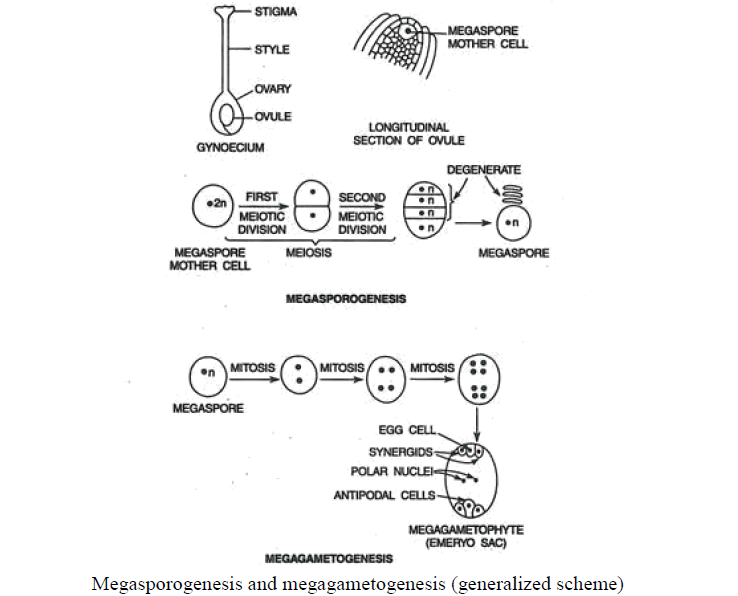 STIGMA
STYLE
OVARY
OVULE
GYNOECIUM
MEGASPORE
MOTHER CELL
LONGITUDINAL
SECTION OF OVULE
DEGENERATE
2n
FIRST
MEIOTIC
DIVISION
SECOND
MEIOTIC
DIVISION
n
n
n
n
n
MEGASPORE
MOTHER CELL
MEIOSIS
MEGASPORE
MEGASPOROGENESIS
n
MITOSIS
MITOSIS
MITOSIS
MEGASPORE
EGG CELL
SYNERGIDS
POLAR NUCLEI
ANTIPODAL CELLS
MEGAGAMETOPHYTE
(EMERYO SAC)
MEGAGAMETOGENESIS
Megasporogenesis and megagametogenesis (generalized scheme)